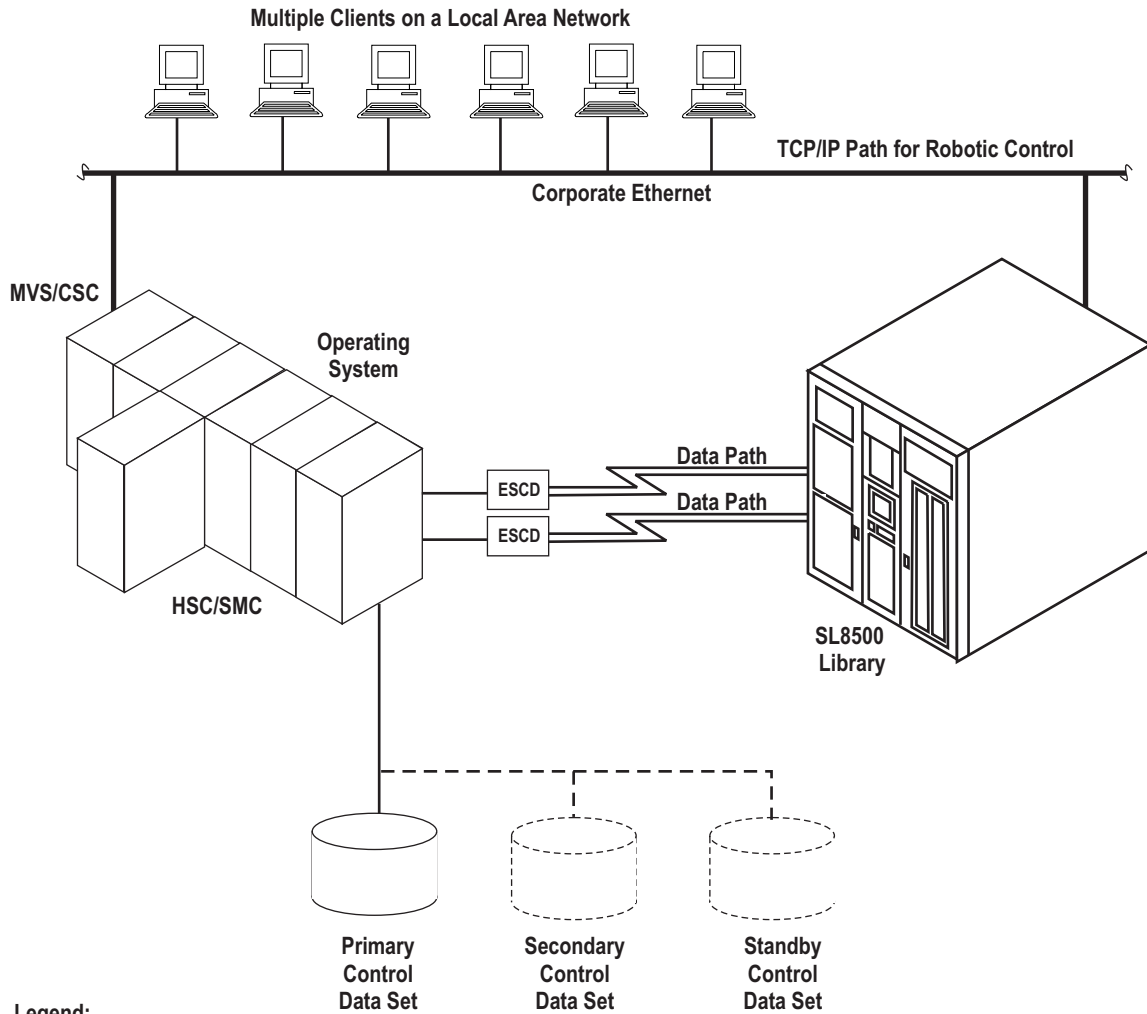 Multiple Clients on a Local Area Network
TCP/IP Path for Robotic Control
Corporate Ethernet
MVS/CSC
Operating
System
Data Path
ESCD
Data Path
ESCD
HSC/SMC
SL8500
Library
Primary
Control
Data Set
Secondary
Control
Data Set
Standby
Control
Data Set
Legend: